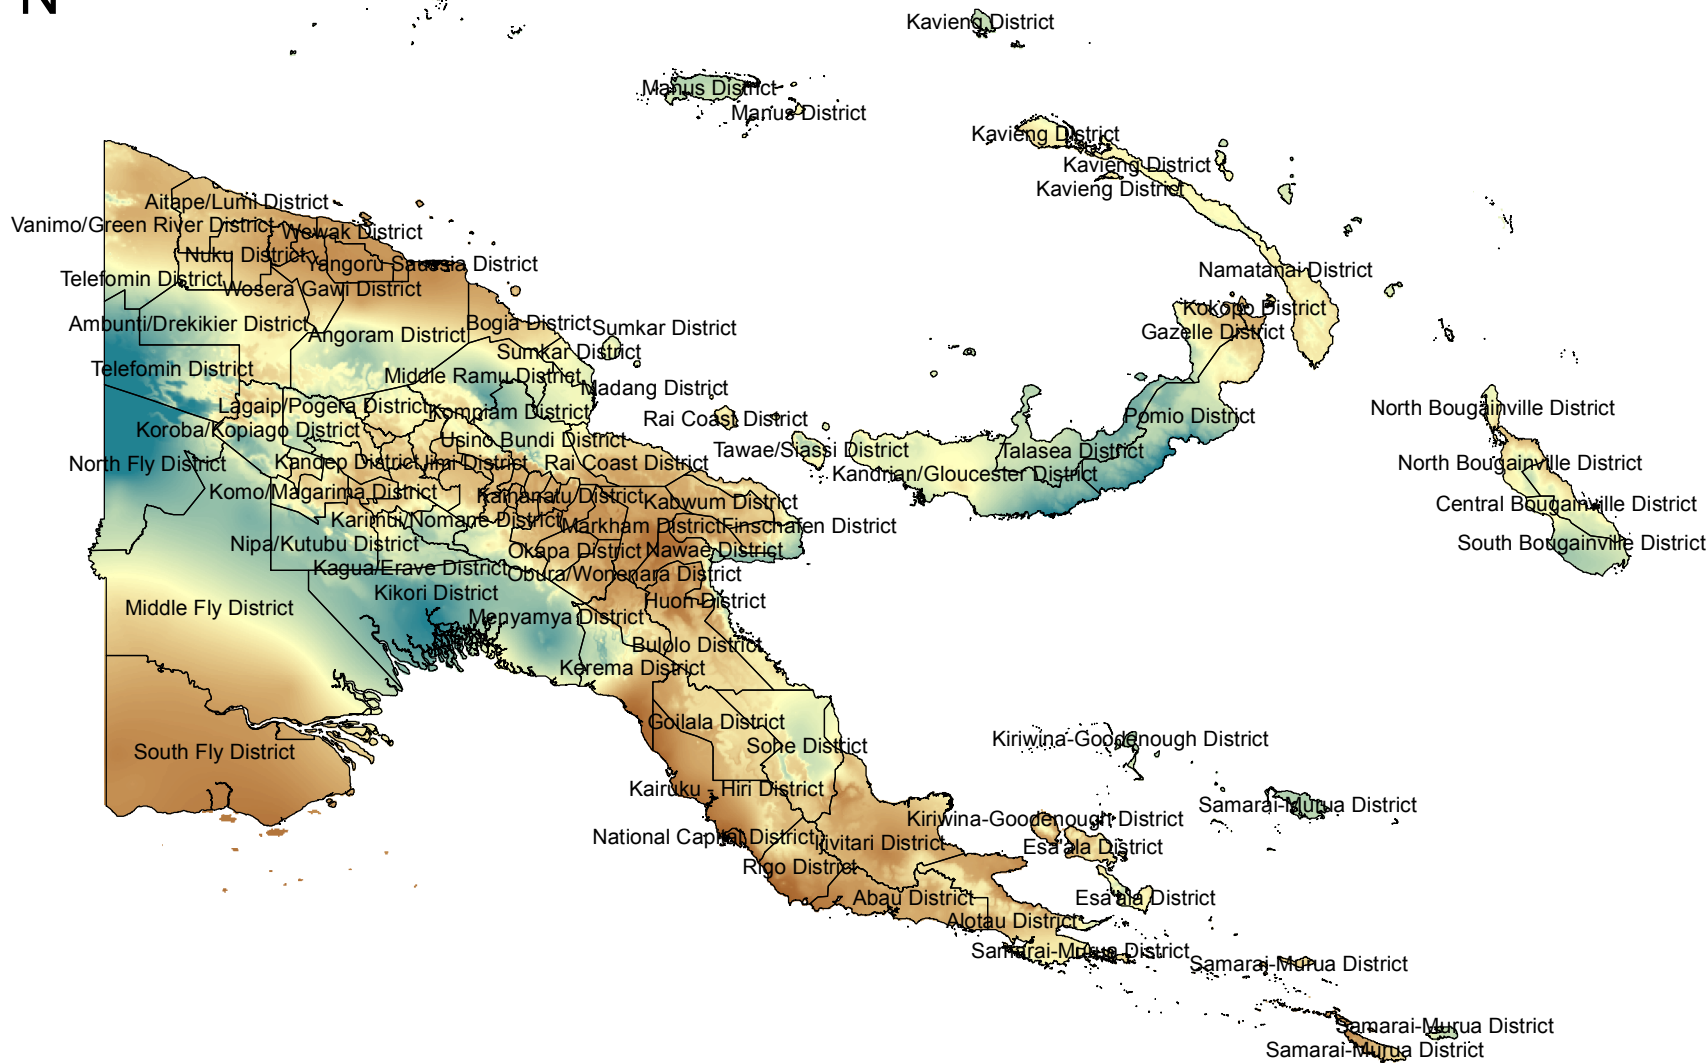 N
Kavieng District
Manus District
Manus District
Kavieng District
Kavieng District
Kavieng District
Aitape/Lumi District
Vanimo/Green River District
Wewak District
Nuku District
Yangoru Saussia District
Telefomin District
Wosera Gawi District
Namatanai District
Kokopo District
Gazelle District
Ambunti/Drekikier District
Angoram District
Bogia District
Sumkar District
Sumkar District
Telefomin District
Middle Ramu District
Madang District
Lagaip/Pogera District
Kompiam District
Rai Coast District
Pomio District
North Bougainville District
Koroba/Kopiago District
Usino Bundi District
Tawae/Siassi District
Talasea District
North Fly District
Kandep District
Jimi District
Rai Coast District
Kandrian/Gloucester District
North Bougainville District
Komo/Magarima District
Kainanatu District
Kabwum District
Central Bougainville District
Karimui/Nomane District
Markham District
Finschafen District
Nipa/Kutubu District
Okapa District
Nawae District
South Bougainville District
Kagua/Erave District
Obura/Wonenara District
Kikori District
Huon District
Middle Fly District
Menyamya District
Bulolo District
Kerema District
Goilala District
Sohe District
Kiriwina-Goodenough District
South Fly District
Kairuku - Hiri District
Samarai-Murua District
Kiriwina-Goodenough District
National Capital District
Ijivitari District
Esa'ala District
Rigo District
Abau District
Esa'ala District
Alotau District
Samarai-Murua District
Samarai-Murua District
Samarai-Murua District
Samarai-Murua District